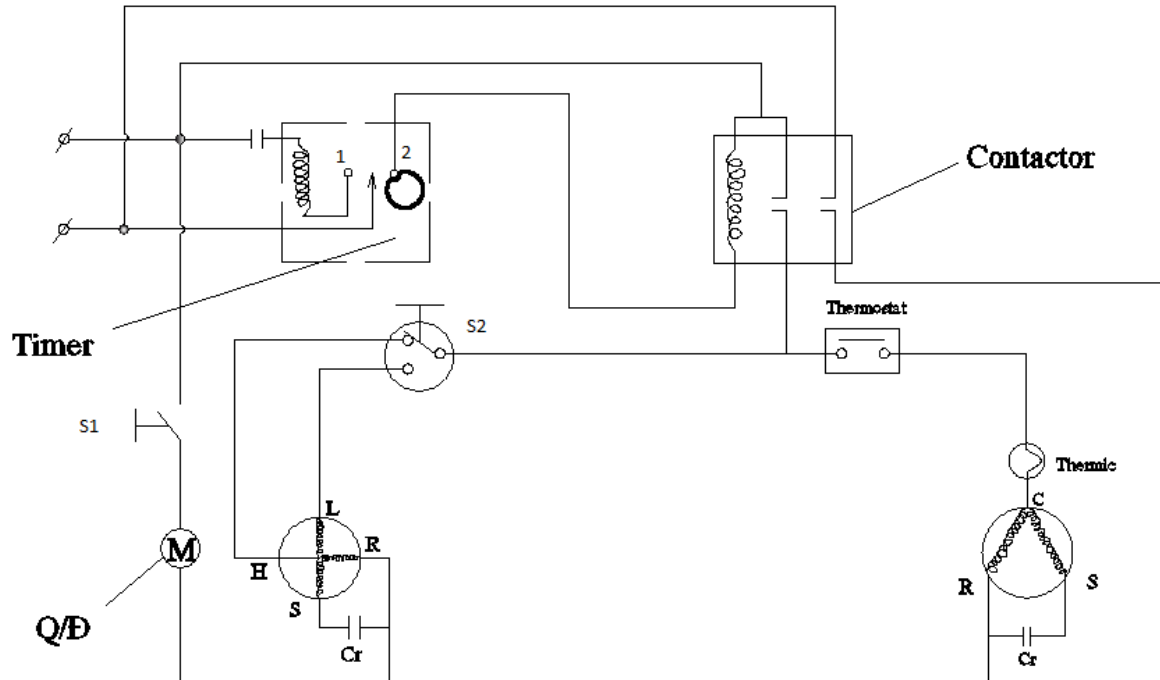 1
2
Contactor
Timer
S2
Thermostat
S1
Thermic
C
L
R
M
H
R
S
S
Q/Đ
Cr
Cr